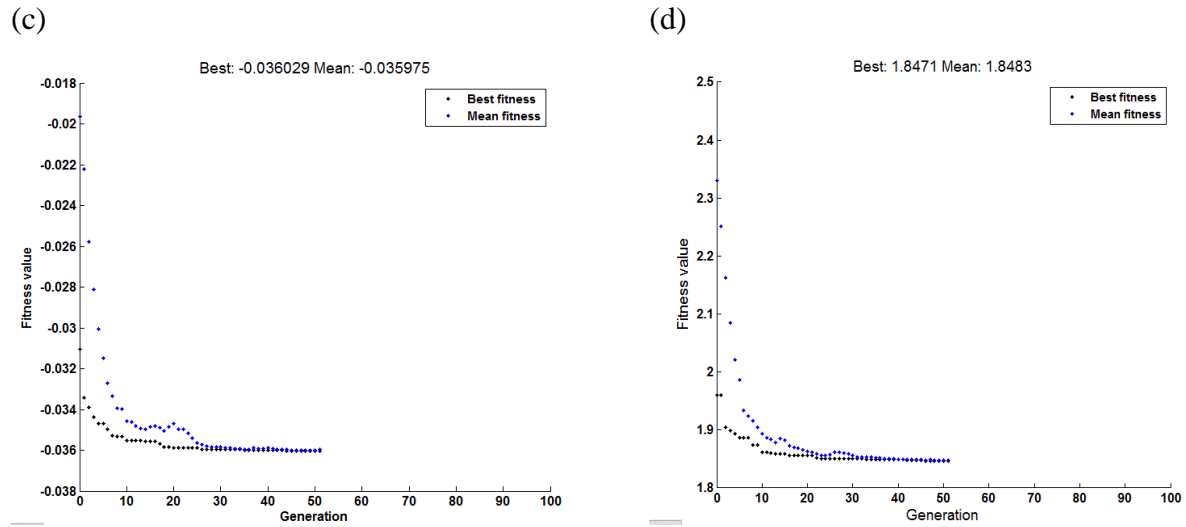 (c)
Best: -0.036029 Mean: -0.035975
-0.018
-0.02
-0.022
-0.024
-0.026
-0.028
-0.03
-0.032
-0.034
-0.036
-0.038
Fitness value
0 10 20 30 40 50 60 70 80 90 100
Generation
Best fitness
Mean fitness
(d)
Best: 1.8471 Mean: 1.8483
2.5
2.4
2.3
2.2
2.1
2
1.9
1.8
Fitness value
0 10 20 30 40 50 60 70 80 90 100
Generation
Best fitness
Mean fitness